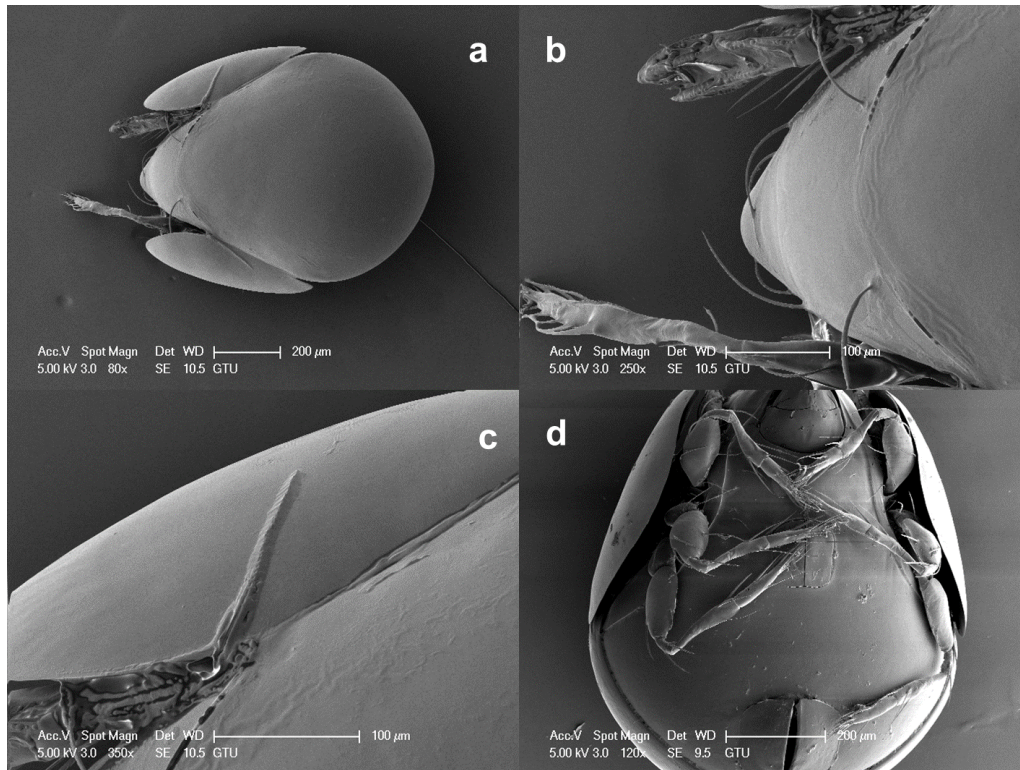 a
Acc.V Spot Magn Det WD 200 µm
5.00 kV 3.0 80x SE 10.5 GTU
b
Acc.V Spot Magn Det WD 100 µm
5.00 kV 3.0 250x SE 10.5 GTU
c
Acc.V Spot Magn Det WD 100 µm
5.00 kV 3.0 350x SE 10.5 GTU
d
Acc.V Spot Magn Det WD 200 µm
5.00 kV 3.0 120x SE 9.5 GTU